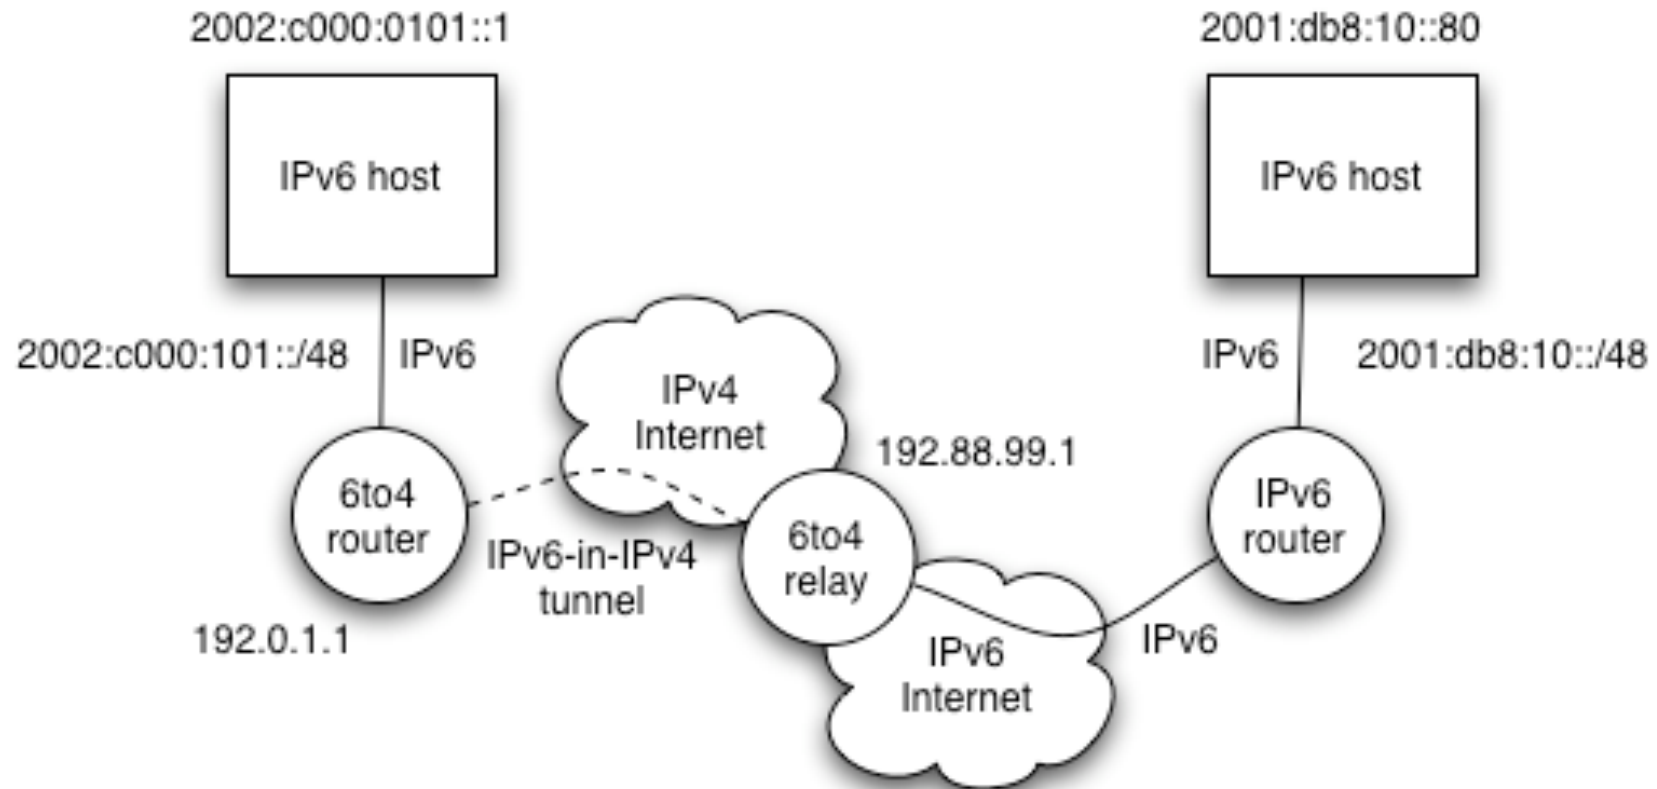 2002:c000:0101::1
2001:db8:10::80
IPv6 host
IPv6 host
2002:c000:101::/48
IPv6
IPv6
2001:db8:10::/48
IPv4
Internet
192.88.99.1
6to4
router
IPv6
router
6to4
relay
IPv6-in-IPv4
tunnel
192.0.1.1
IPv6
IPv6
Internet